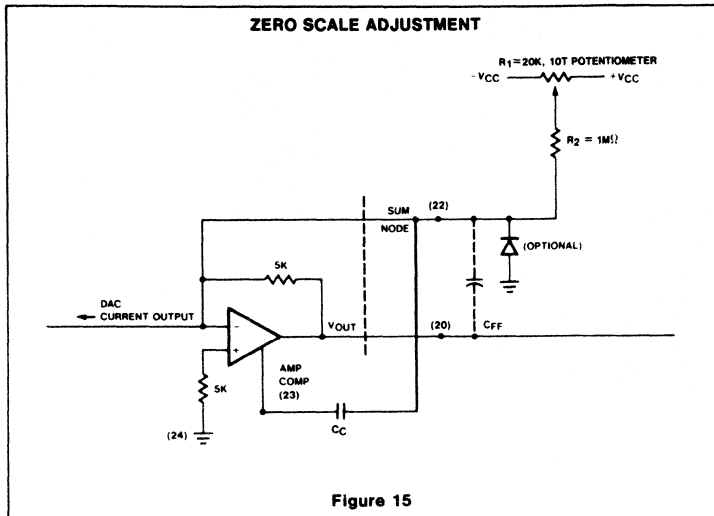 ZERO SCALE ADJUSTMENT
R1=20K, 10T POTENTIOMETER
-VCC
+VCC
R2 = 1MΩ
SUM
NODE
(22)
(OPTIONAL)
5K
DAC
CURRENT OUTPUT
-
+
VOUT
(20)
CFF
AMP
COMP
(23)
5K
(24)
CC
Figure 15